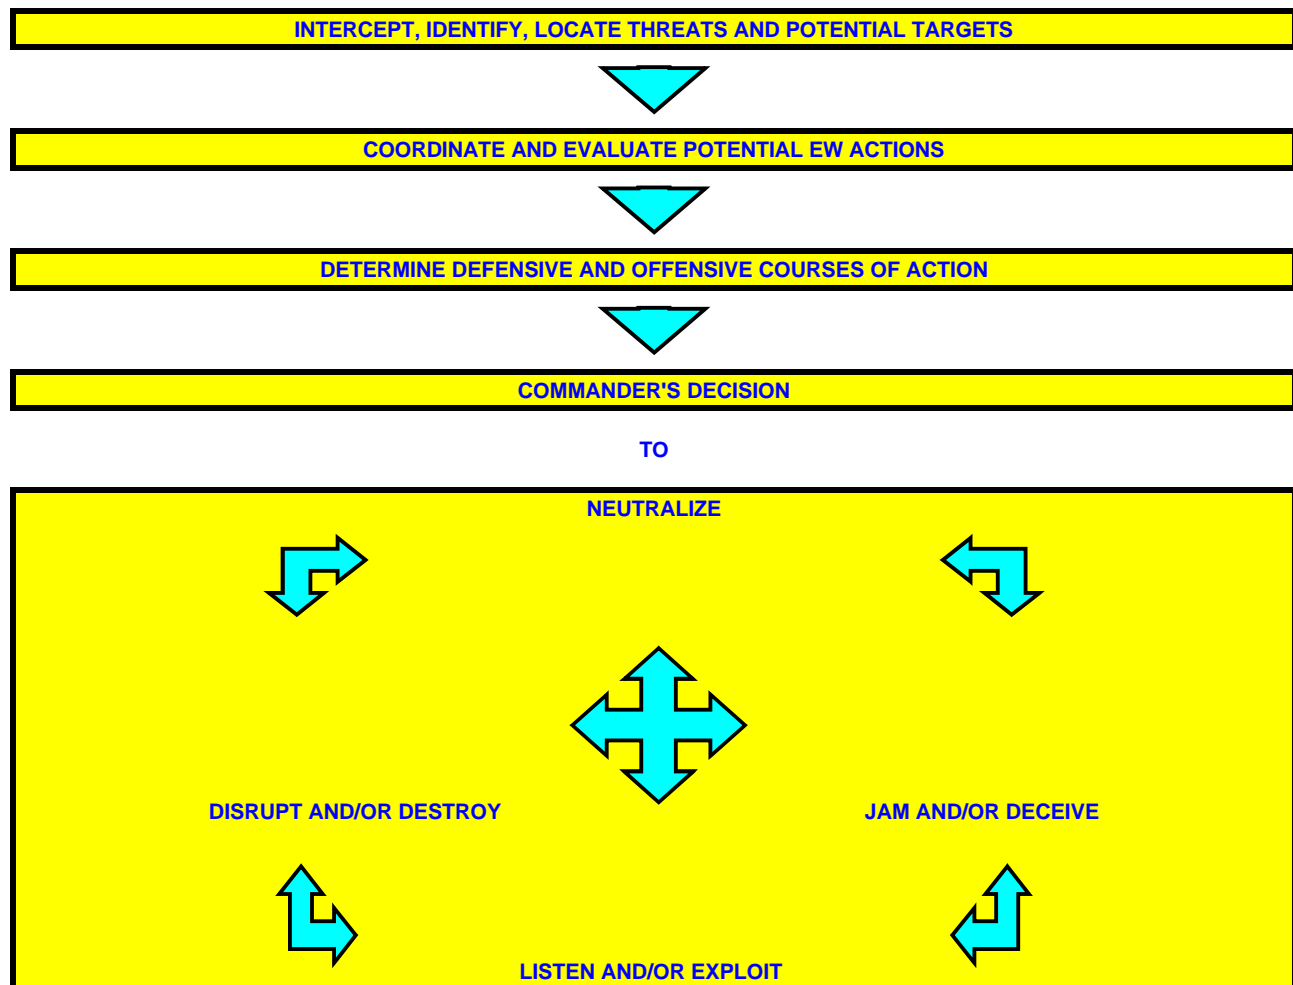 INTERCEPT, IDENTIFY, LOCATE THREATS AND POTENTIAL TARGETS
COORDINATE AND EVALUATE POTENTIAL EW ACTIONS
DETERMINE DEFENSIVE AND OFFENSIVE COURSES OF ACTION
COMMANDER'S DECISION
TO
NEUTRALIZE
DISRUPT AND/OR DESTROY
JAM AND/OR DECEIVE
LISTEN AND/OR EXPLOIT